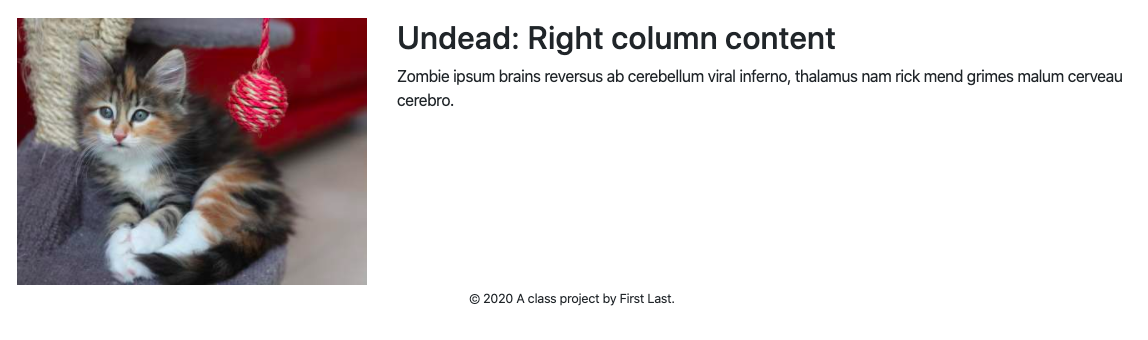 Undead: Right column content
Zombie ipsum brains reversus ab cerebellum viral inferno, thalamus nam rick mend grimes malum cerveau
cerebro.
© 2020 A class project by First Last.